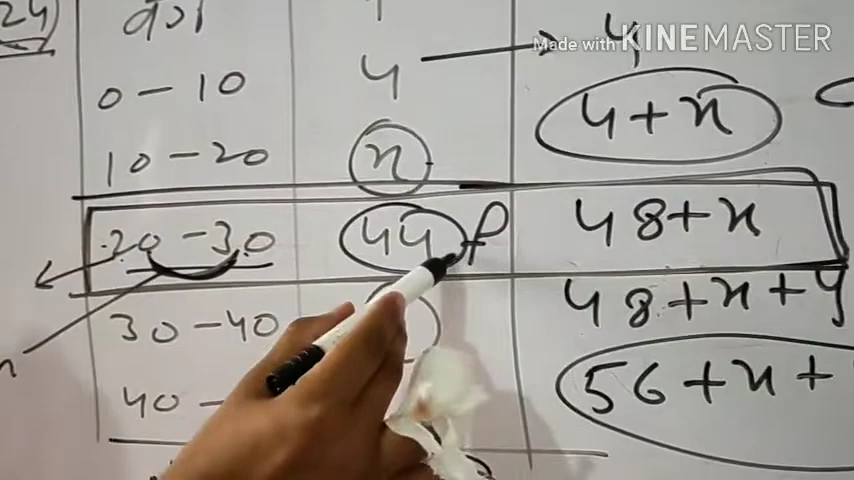 24)
4
Made with KINEMASTER
0-10 4
4+x
10-20 x
20-30 44 f 48+x
30-40 48+x+y
40- 56+x+